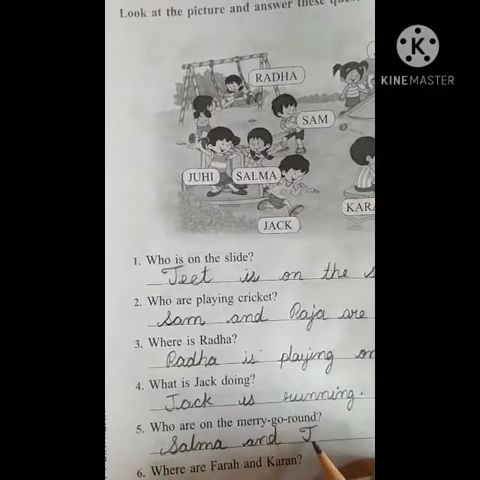 Look at the picture and answer these
KINEMASTER
RADHA
SAM
JUHI
SALMA
JACK
1. Who is on the slide?
Jeet is on the s
2. Who are playing cricket?
Sam and Raja are
3. Where is Radha?
Radha is playing on
4. What is Jack doing?
Jack is running.
5. Who are on the merry-go-round?
Salma and J
6. Where are Farah and Karan?